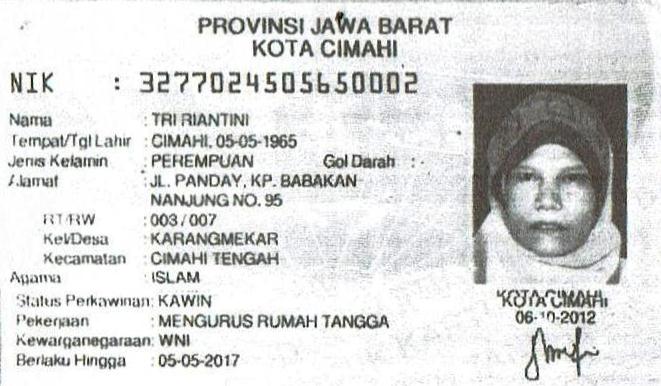 PROVINSI JAWA BARAT
KOTA CIMAHI
NIK : 3277024505650002
Nama : TRI RIANTINI
Tempat/Tgl Lahir : CIMAHI, 05-05-1965
Jenis Kelamin : PEREMPUAN Gol Darah : -
Alamat : JL. PANDAY, KP. BABAKAN
NANJUNG NO. 95
RT/RW : 003 / 007
Kel/Desa : KARANGMEKAR
Kecamatan : CIMAHI TENGAH
Agama : ISLAM
Status Perkawinan: KAWIN
Pekerjaan : MENGURUS RUMAH TANGGA
Kewarganegaraan: WNI
Berlaku Hingga : 05-05-2017
KOTA CIMAHI
06-10-2012